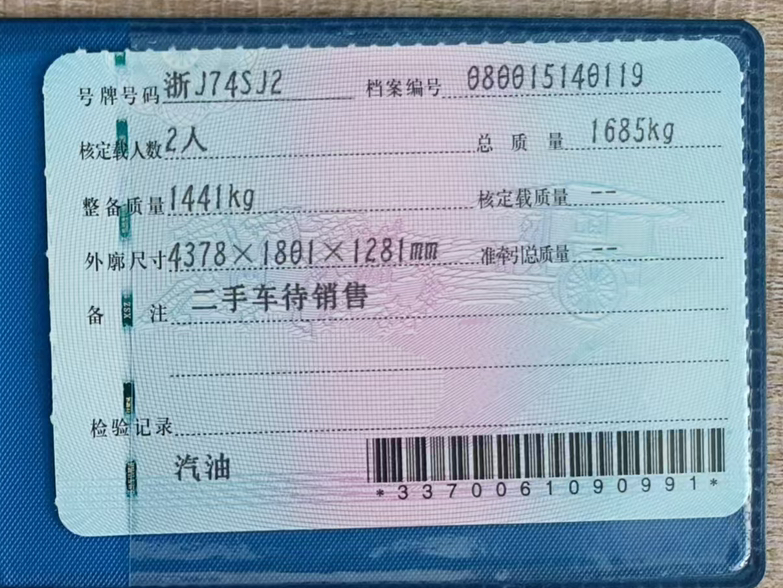 号牌号码 浙J74SJ2 档案编号 080015140119
核定载人数 2人 总质量 1685kg
整备质量 1441kg 核定载质量 --
外廓尺寸 4378×1801×1281mm 准牵引总质量 --
备注 二手车待销售
检验记录
汽油
*3370061090991*